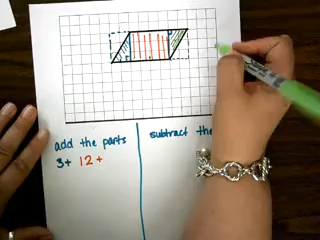 add the parts
subtract the
3+ 12 +